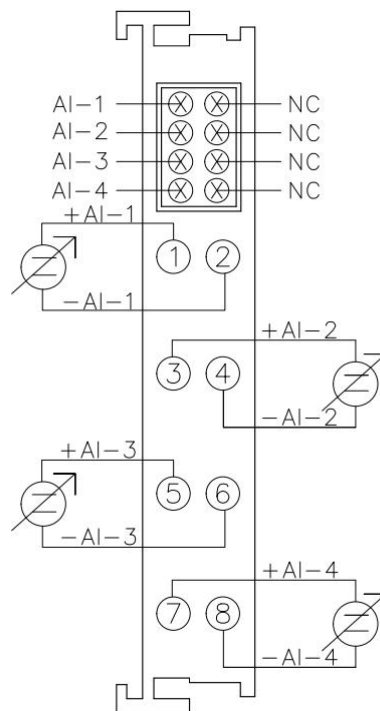 AI-1 NC
AI-2 NC
AI-3 NC
AI-4 NC
+AI-1
1 2
-AI-1
+AI-2
3 4
-AI-2
+AI-3
5 6
-AI-3
+AI-4
7 8
-AI-4